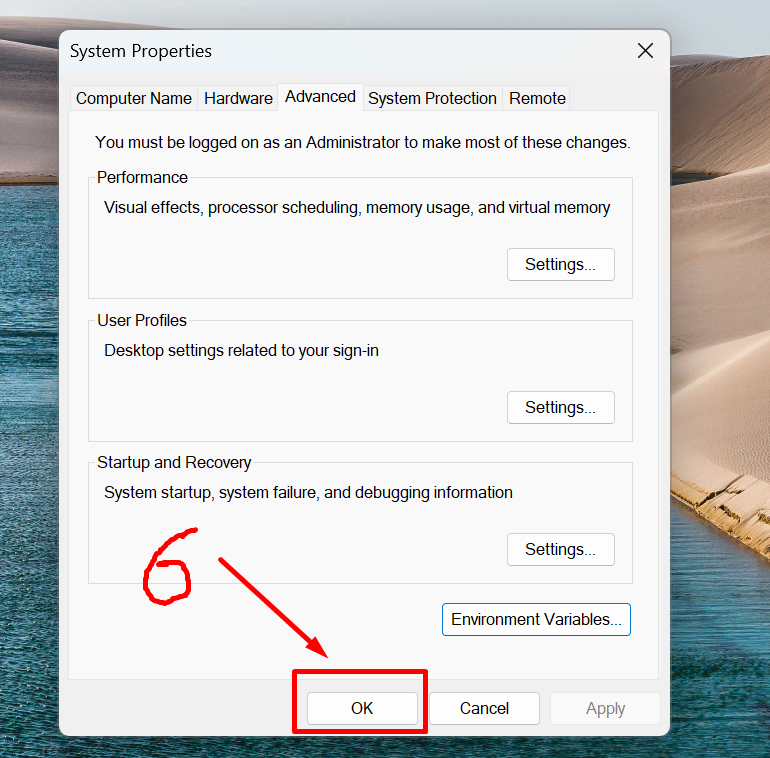 System Properties
Computer Name Hardware Advanced System Protection Remote
You must be logged on as an Administrator to make most of these changes.
Performance
Visual effects, processor scheduling, memory usage, and virtual memory
Settings...
User Profiles
Desktop settings related to your sign-in
Settings...
Startup and Recovery
System startup, system failure, and debugging information
Settings...
6
Environment Variables...
OK Cancel Apply